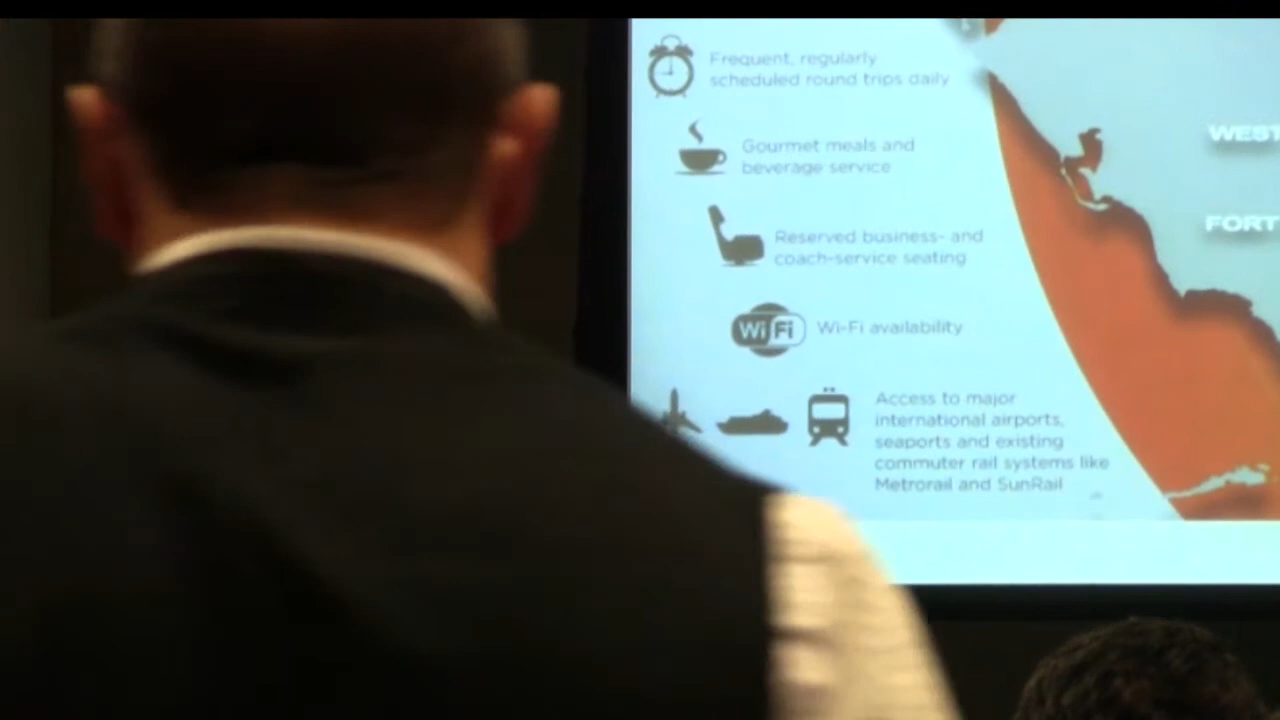 Frequent, regularly
scheduled round trips daily
Gourmet meals and
beverage service
Reserved business- and
coach-service seating
WiFi Wi-Fi availability
Access to major
international airports,
seaports and existing
commuter rail systems like
Metrorail and SunRail
WEST
FORT